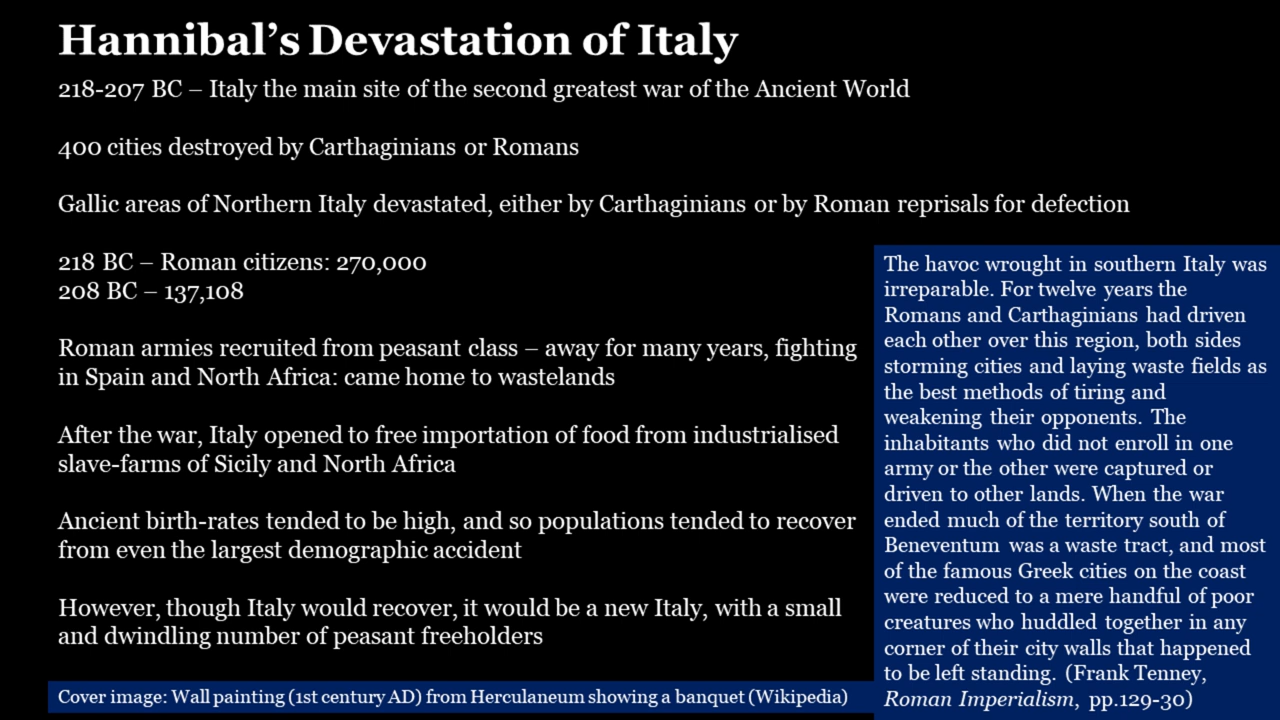 Hannibal's Devastation of Italy
218-207 BC – Italy the main site of the second greatest war of the Ancient World
400 cities destroyed by Carthaginians or Romans
Gallic areas of Northern Italy devastated, either by Carthaginians or by Roman reprisals for defection
218 BC – Roman citizens: 270,000
208 BC – 137,108
Roman armies recruited from peasant class – away for many years, fighting
in Spain and North Africa: came home to wastelands
After the war, Italy opened to free importation of food from industrialised
slave-farms of Sicily and North Africa
Ancient birth-rates tended to be high, and so populations tended to recover
from even the largest demographic accident
However, though Italy would recover, it would be a new Italy, with a small
and dwindling number of peasant freeholders
Cover image: Wall painting (1st century AD) from Herculaneum showing a banquet (Wikipedia)
The havoc wrought in southern Italy was
irreparable. For twelve years the
Romans and Carthaginians had driven
each other over this region, both sides
storming cities and laying waste fields as
the best methods of tiring and
weakening their opponents. The
inhabitants who did not enroll in one
army or the other were captured or
driven to other lands. When the war
ended much of the territory south of
Beneventum was a waste tract, and most
of the famous Greek cities on the coast
were reduced to a mere handful of poor
creatures who huddled together in any
corner of their city walls that happened
to be left standing. (Frank Tenney,
Roman Imperialism, pp.129-30)